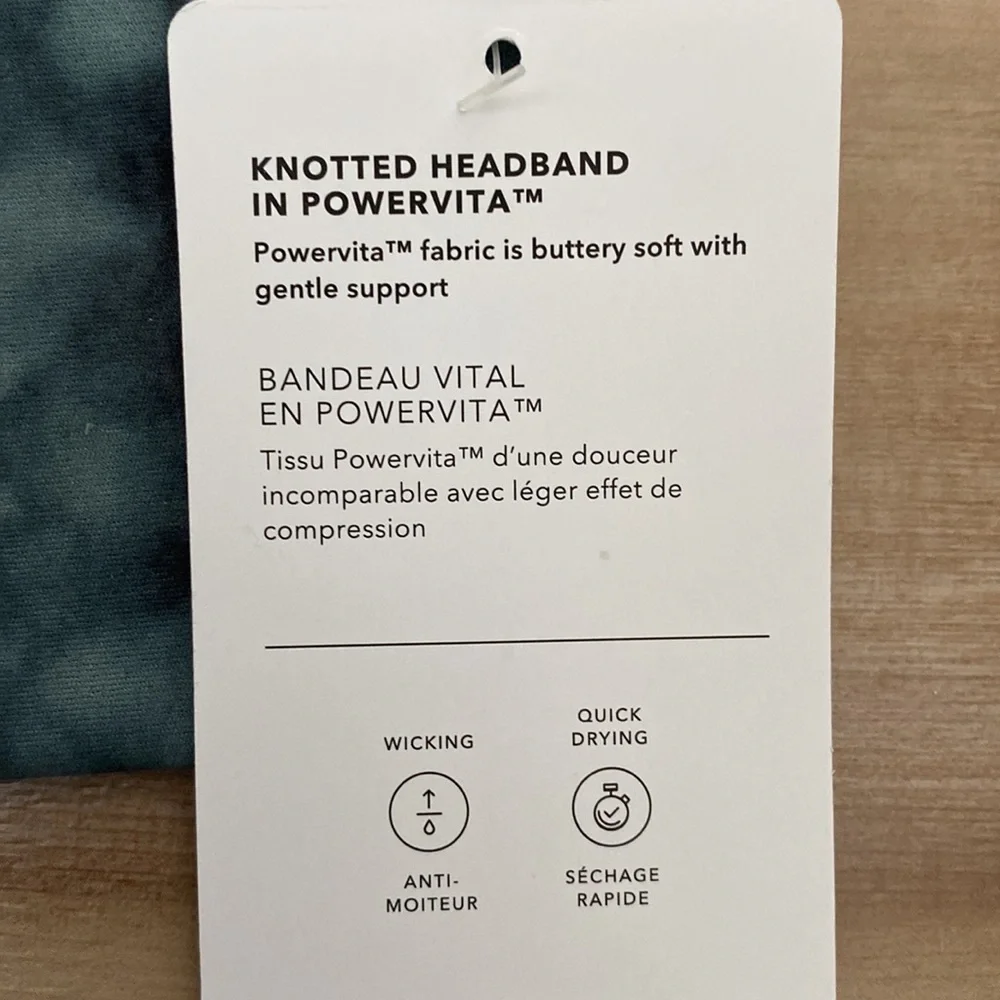 KNOTTED HEADBAND
IN POWERVITA™
Powervita™ fabric is buttery soft with
gentle support
BANDEAU VITAL
EN POWERVITA™
Tissu Powervita™ d'une douceur
incomparable avec léger effet de
compression
WICKING
ANTI-
MOITEUR
QUICK
DRYING
SÉCHAGE
RAPIDE